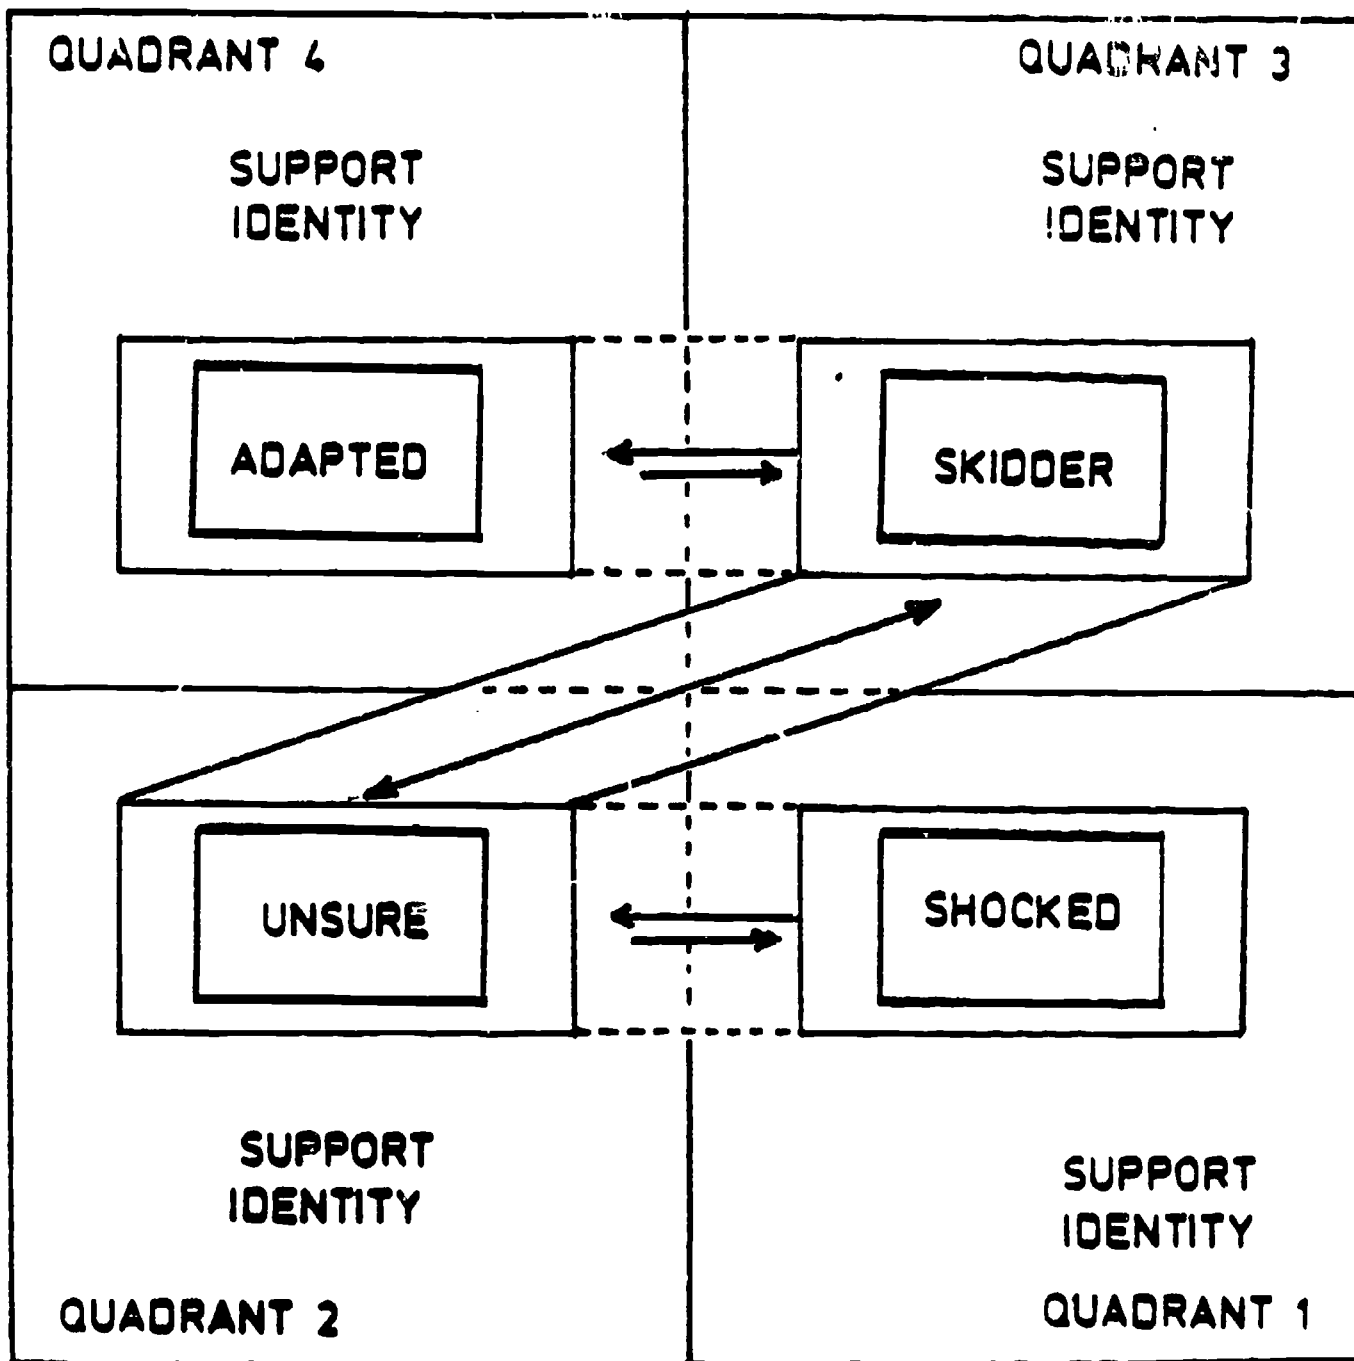 QUADRANT 4
QUADRANT 3
SUPPORT
IDENTITY
SUPPORT
IDENTITY
ADAPTED
SKIDDER
UNSURE
SHOCKED
SUPPORT
IDENTITY
SUPPORT
IDENTITY
QUADRANT 2
QUADRANT 1